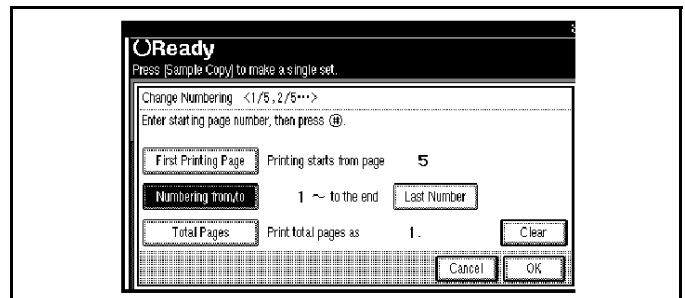 Ready
Press [Sample Copy] to make a single set.
Change Numbering <1/5,2/5···>
Enter starting page number, then press (#).
First Printing Page Printing starts from page 5
Numbering from,to 1 ~ to the end Last Number
Total Pages Print total pages as 1. Clear
Cancel OK